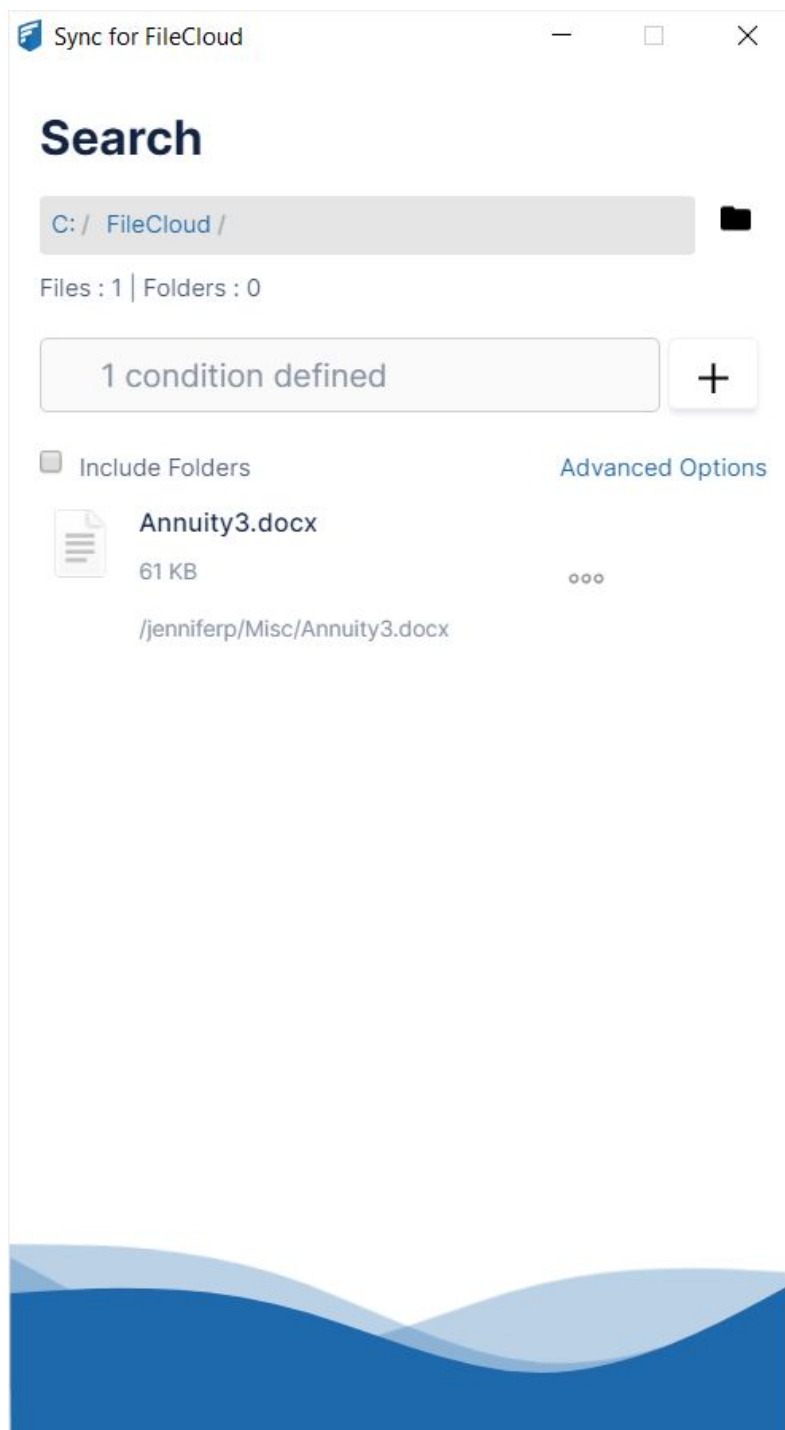 Sync for FileCloud
Search
C: / FileCloud /
Files : 1 | Folders : 0
1 condition defined
Include Folders Advanced Options
Annuity3.docx
61 KB
/jenniferp/Misc/Annuity3.docx